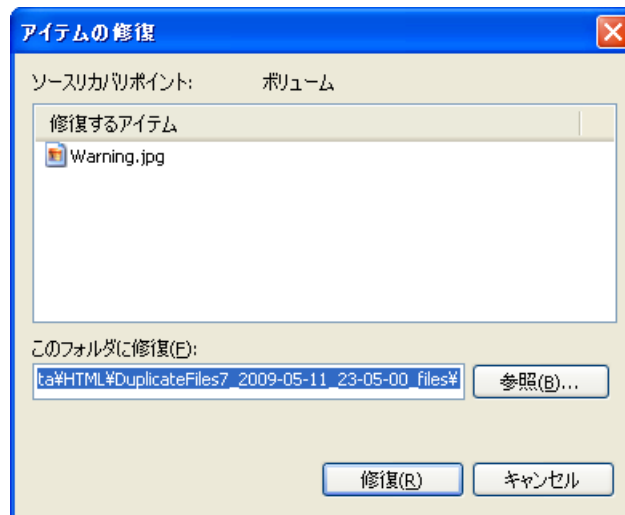 アイテムの修復
ソースリカバリポイント: ボリューム
修復するアイテム
Warning.jpg
このフォルダに修復(F):
ta¥HTML¥DuplicateFiles7_2009-05-11_23-05-00_files¥
参照(B)...
修復(R)
キャンセル